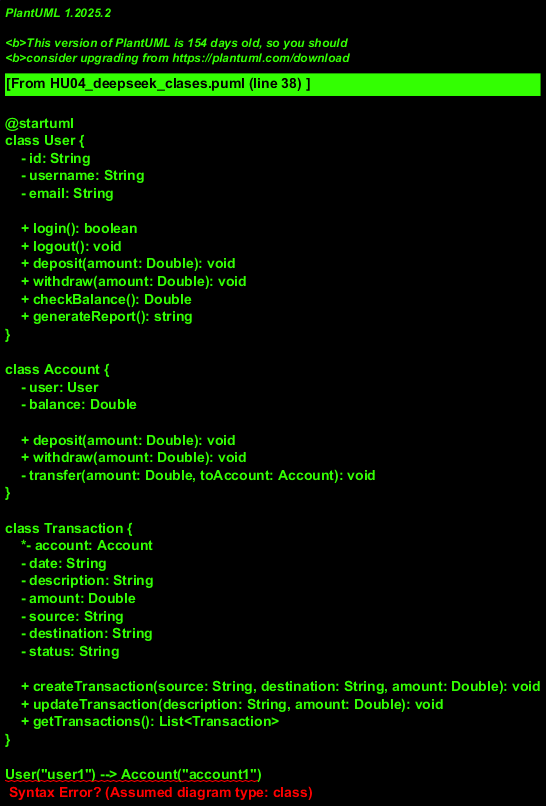 PlantUML 1.2025.2
<b>This version of PlantUML is 154 days old, so you should
<b>consider upgrading from https://plantuml.com/download
[From HU04_deepseek_clases.puml (line 38) ]
@startuml
class User {
- id: String
- username: String
- email: String
+ login(): boolean
+ logout(): void
+ deposit(amount: Double): void
+ withdraw(amount: Double): void
+ checkBalance(): Double
+ generateReport(): string
}
class Account {
- user: User
- balance: Double
+ deposit(amount: Double): void
+ withdraw(amount: Double): void
- transfer(amount: Double, toAccount: Account): void
}
class Transaction {
*- account: Account
- date: String
- description: String
- amount: Double
- source: String
- destination: String
- status: String
+ createTransaction(source: String, destination: String, amount: Double): void
+ updateTransaction(description: String, amount: Double): void
+ getTransactions(): List<Transaction>
}
User("user1") --> Account("account1")
Syntax Error? (Assumed diagram type: class)